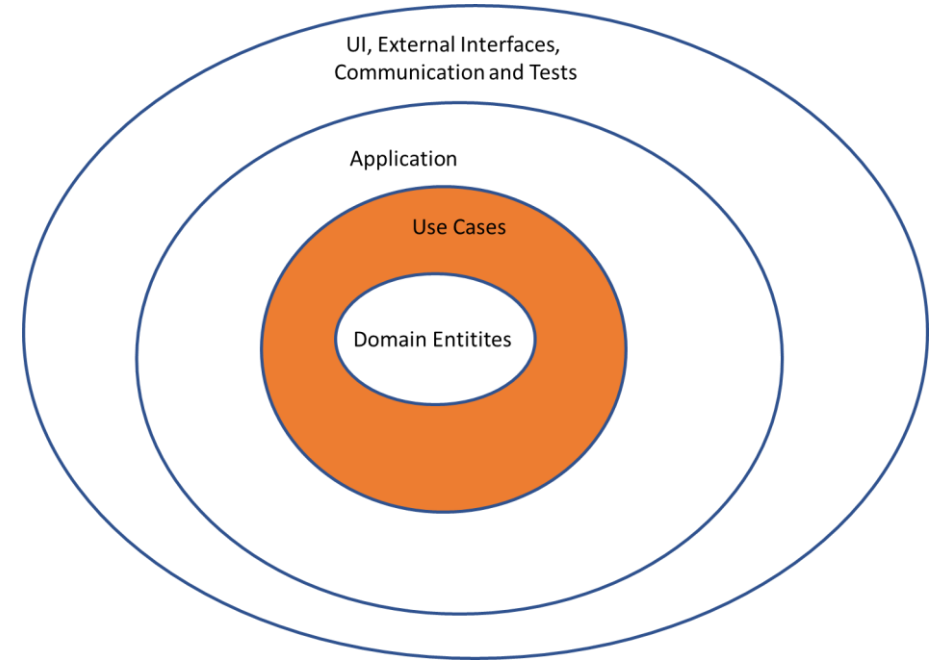 UI, External Interfaces,
Communication and Tests
Application
Use Cases
Domain Entitites